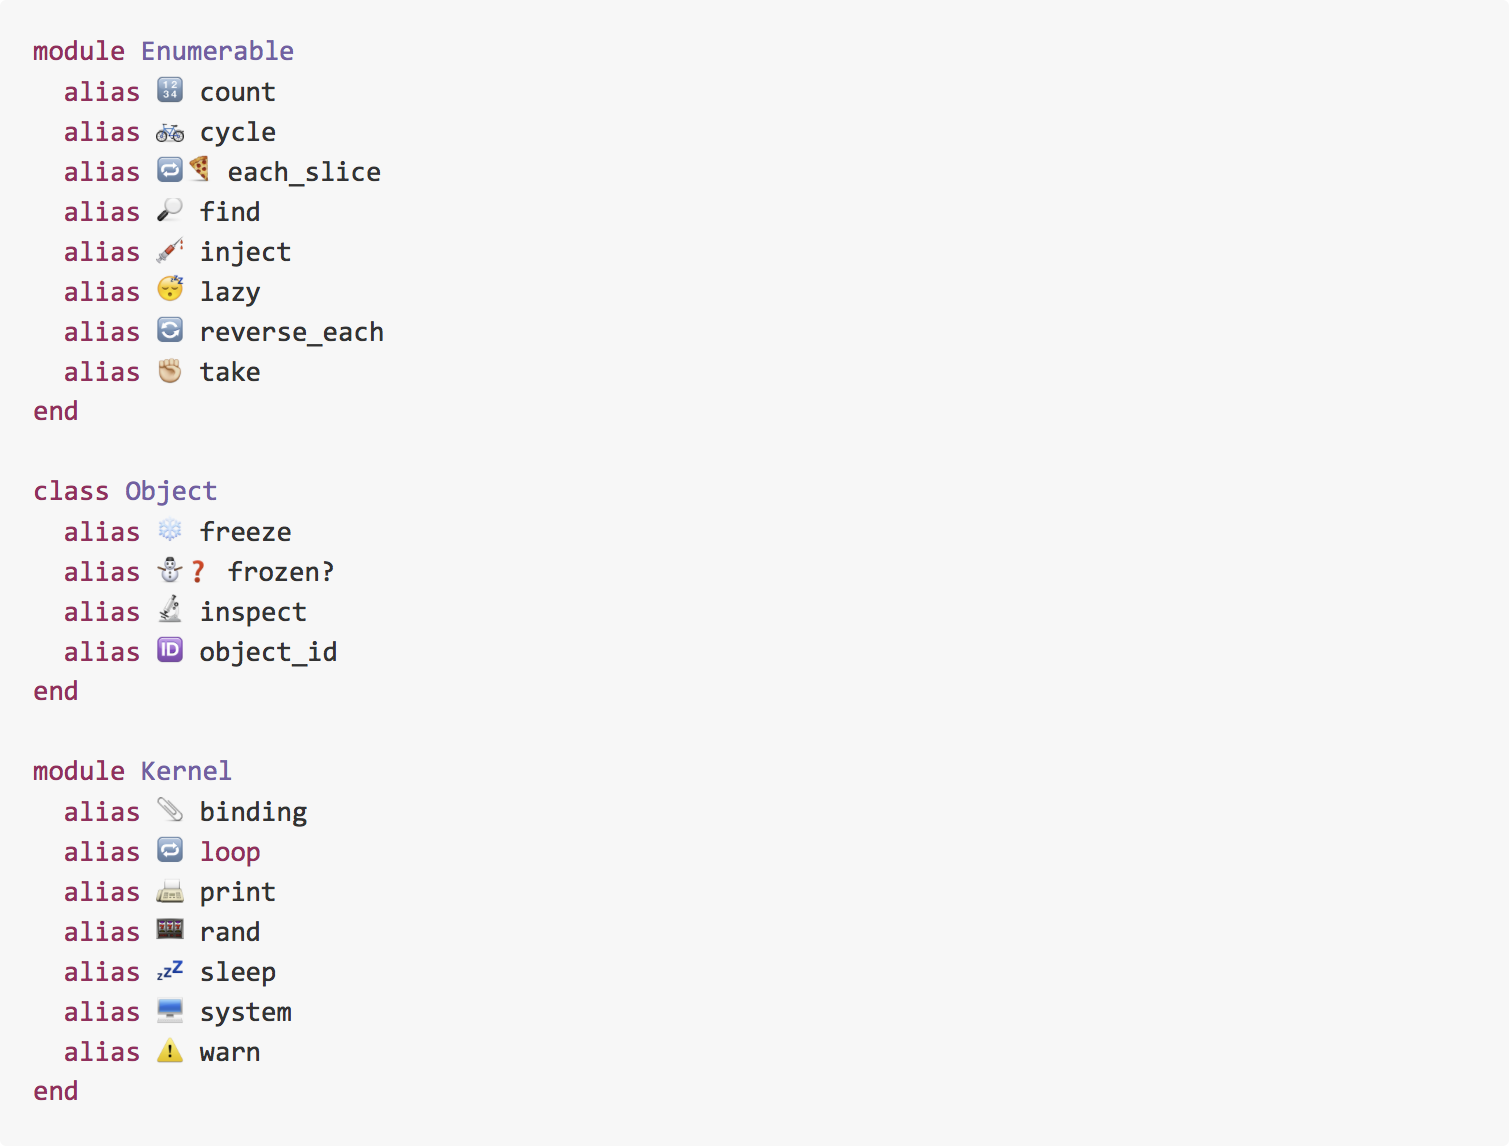 module Enumerable
alias 🔢 count
alias 🚲 cycle
alias 🔁🍕 each_slice
alias 🔎 find
alias 💉 inject
alias 😴 lazy
alias 🔄 reverse_each
alias ✊🏼 take
end
class Object
alias ❄️ freeze
alias ⛄❓ frozen?
alias 🔬 inspect
alias 🆔 object_id
end
module Kernel
alias 📎 binding
alias 🔁 loop
alias 📠 print
alias 🎰 rand
alias 💤 sleep
alias 🖥 system
alias ⚠️ warn
end